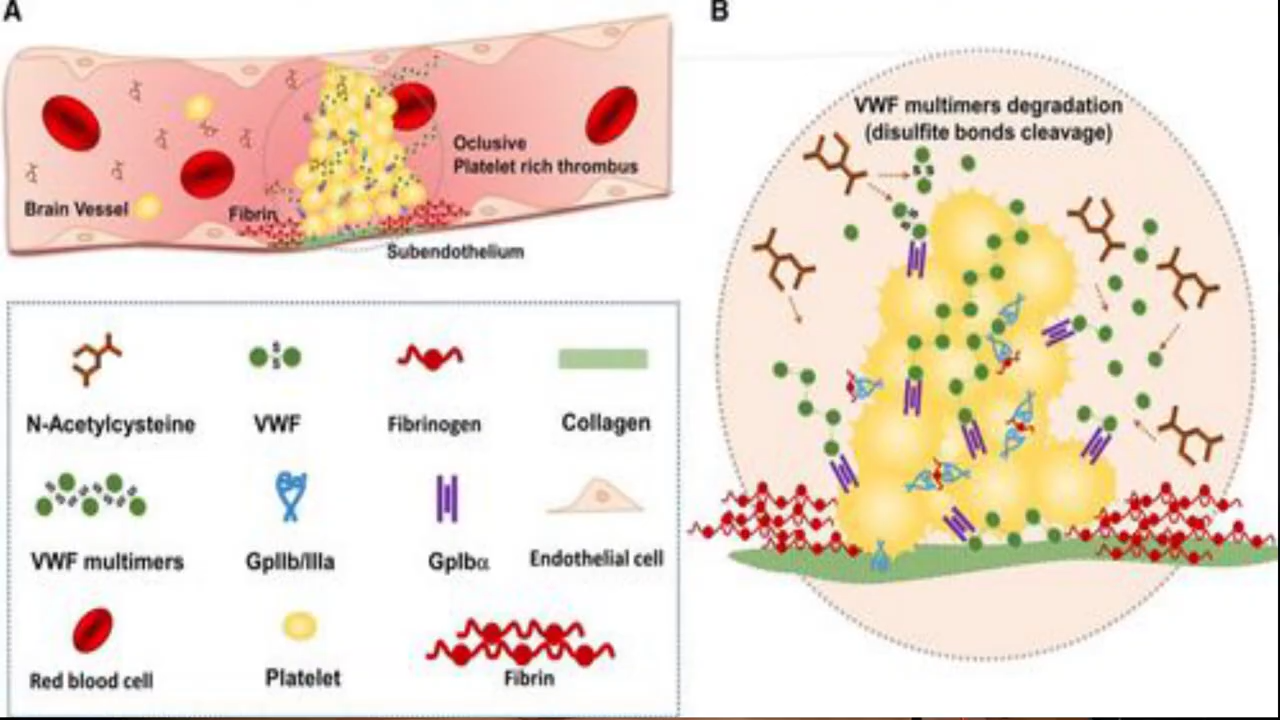 A
B
Brain Vessel
Fibrin
Oclusive
Platelet rich thrombus
Subendothelium
VWF multimers degradation
(disulfite bonds cleavage)
S
S
N-Acetylcysteine
VWF
Fibrinogen
Collagen
VWF multimers
GpIIb/IIIa
GpIbα
Endothelial cell
Red blood cell
Platelet
Fibrin